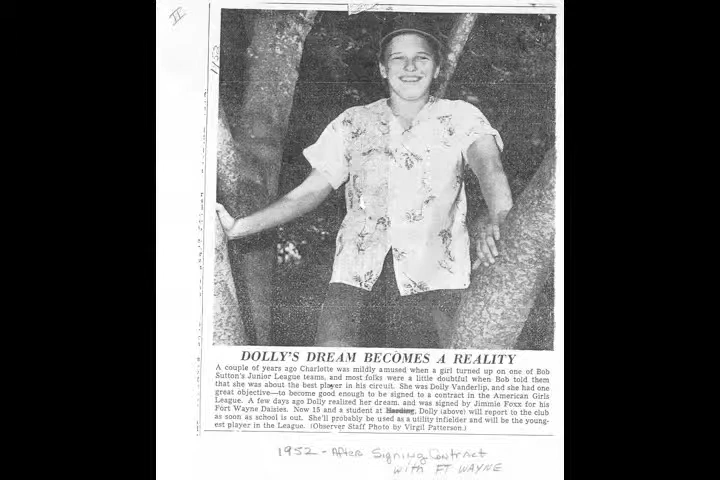 II
1952
DOLLY'S DREAM BECOMES A REALITY
A couple of years ago Charlotte was mildly amused when a girl turned up on one of Bob
Sutton's Junior League teams, and most folks were a little doubtful when Bob told them
that she was about the best player in his circuit. She was Dolly Vanderlip, and she had one
great objective—to become good enough to be signed to a contract in the American Girls
League. A few days ago Dolly realized her dream, and was signed by Jimmie Foxx for his
Fort Wayne Daisies. Now 15 and a student at Harding, Dolly (above) will report to the club
as soon as school is out. She'll probably be used as a utility infielder and will be the young-
est player in the League. (Observer Staff Photo by Virgil Patterson.)
1952 - After Signing Contract
with FT WAYNE